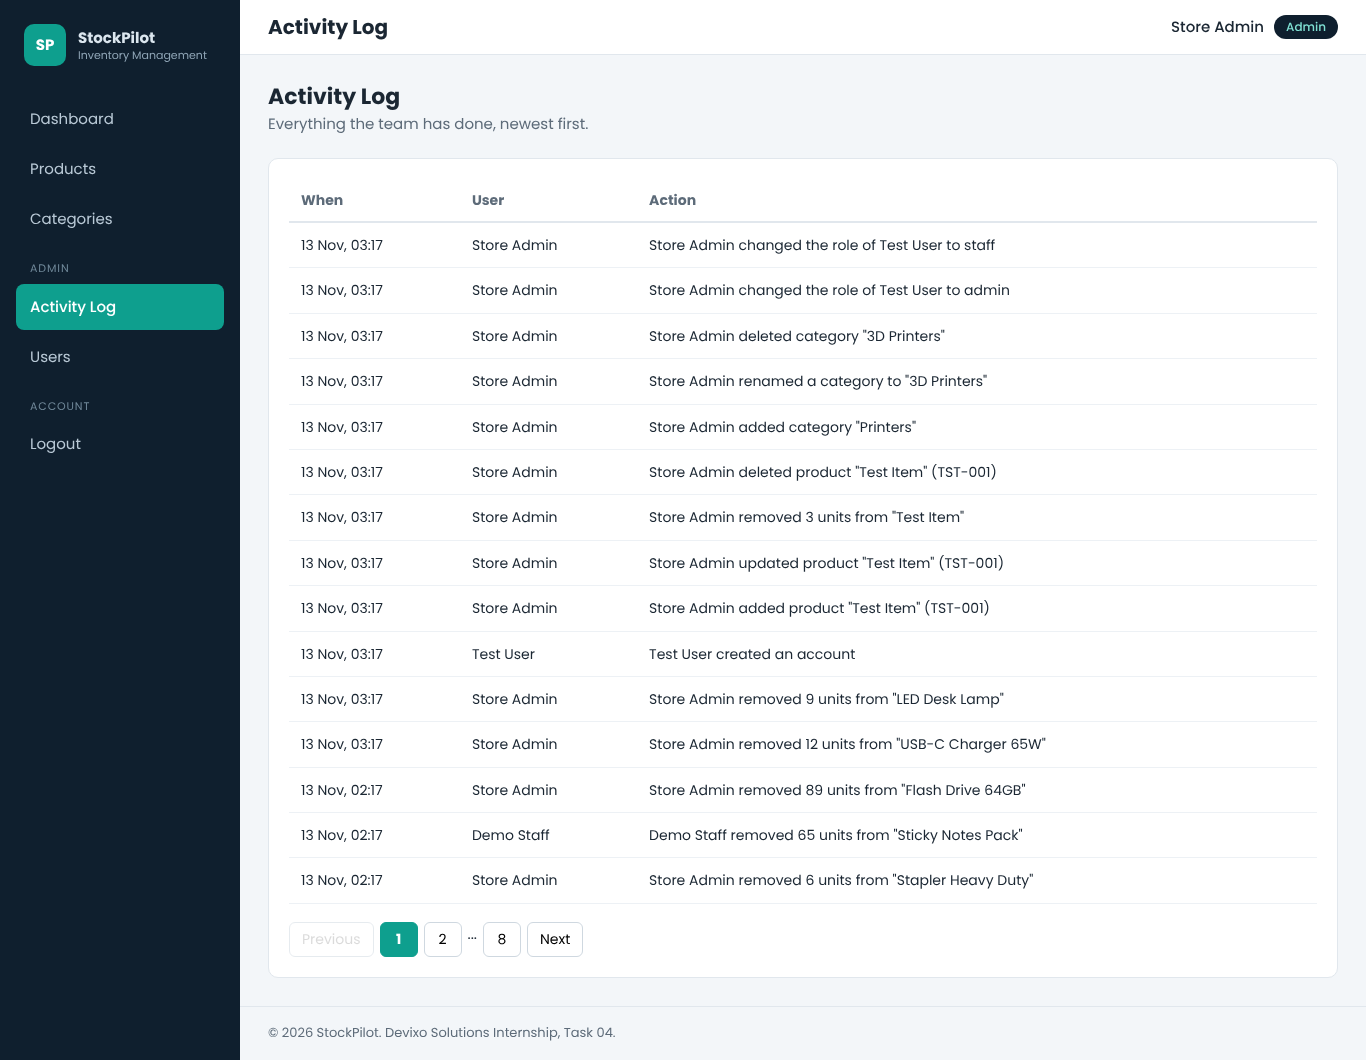 SP
StockPilot
Inventory Management
Dashboard
Products
Categories
ADMIN
Activity Log
Users
ACCOUNT
Logout
Activity Log
Store Admin Admin
Activity Log
Everything the team has done, newest first.
When User Action
13 Nov, 03:17 Store Admin Store Admin changed the role of Test User to staff
13 Nov, 03:17 Store Admin Store Admin changed the role of Test User to admin
13 Nov, 03:17 Store Admin Store Admin deleted category "3D Printers"
13 Nov, 03:17 Store Admin Store Admin renamed a category to "3D Printers"
13 Nov, 03:17 Store Admin Store Admin added category "Printers"
13 Nov, 03:17 Store Admin Store Admin deleted product "Test Item" (TST-001)
13 Nov, 03:17 Store Admin Store Admin removed 3 units from "Test Item"
13 Nov, 03:17 Store Admin Store Admin updated product "Test Item" (TST-001)
13 Nov, 03:17 Store Admin Store Admin added product "Test Item" (TST-001)
13 Nov, 03:17 Test User Test User created an account
13 Nov, 03:17 Store Admin Store Admin removed 9 units from "LED Desk Lamp"
13 Nov, 03:17 Store Admin Store Admin removed 12 units from "USB-C Charger 65W"
13 Nov, 02:17 Store Admin Store Admin removed 89 units from "Flash Drive 64GB"
13 Nov, 02:17 Demo Staff Demo Staff removed 65 units from "Sticky Notes Pack"
13 Nov, 02:17 Store Admin Store Admin removed 6 units from "Stapler Heavy Duty"
Previous 1 2 ... 8 Next
© 2026 StockPilot. Devixo Solutions Internship, Task 04.